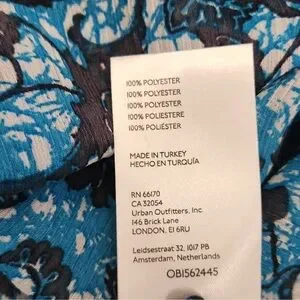 100% POLYESTER
100% POLYESTER
100% POLYESTER
100% POLIESTERE
100% POLIÉSTER
MADE IN TURKEY
HECHO EN TURQUÍA
RN 66170
CA 32054
Urban Outfitters, Inc.
146 Brick Lane
LONDON, E1 6RU
Leidsestraat 32, 1017 PB
Amsterdam, Netherlands
OB1562445